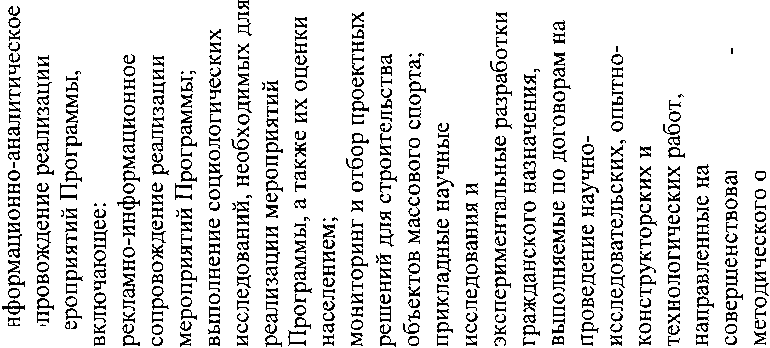 нформационно-аналитическое
провождение реализации
ероприятий Программы,
включающее:
рекламно-информационное
сопровождение реализации
мероприятий Программы;
выполнение социологических
исследований, необходимых для
реализации мероприятий
Программы, а также их оценки
населением;
мониторинг и отбор проектных
решений для строительства
объектов массового спорта;
прикладные научные
исследования и
экспериментальные разработки
гражданского назначения,
выполняемые по договорам на
проведение научно-
исследовательских, опытно-
конструкторских и
технологических работ,
направленные на
совершенствоваı -
методического о